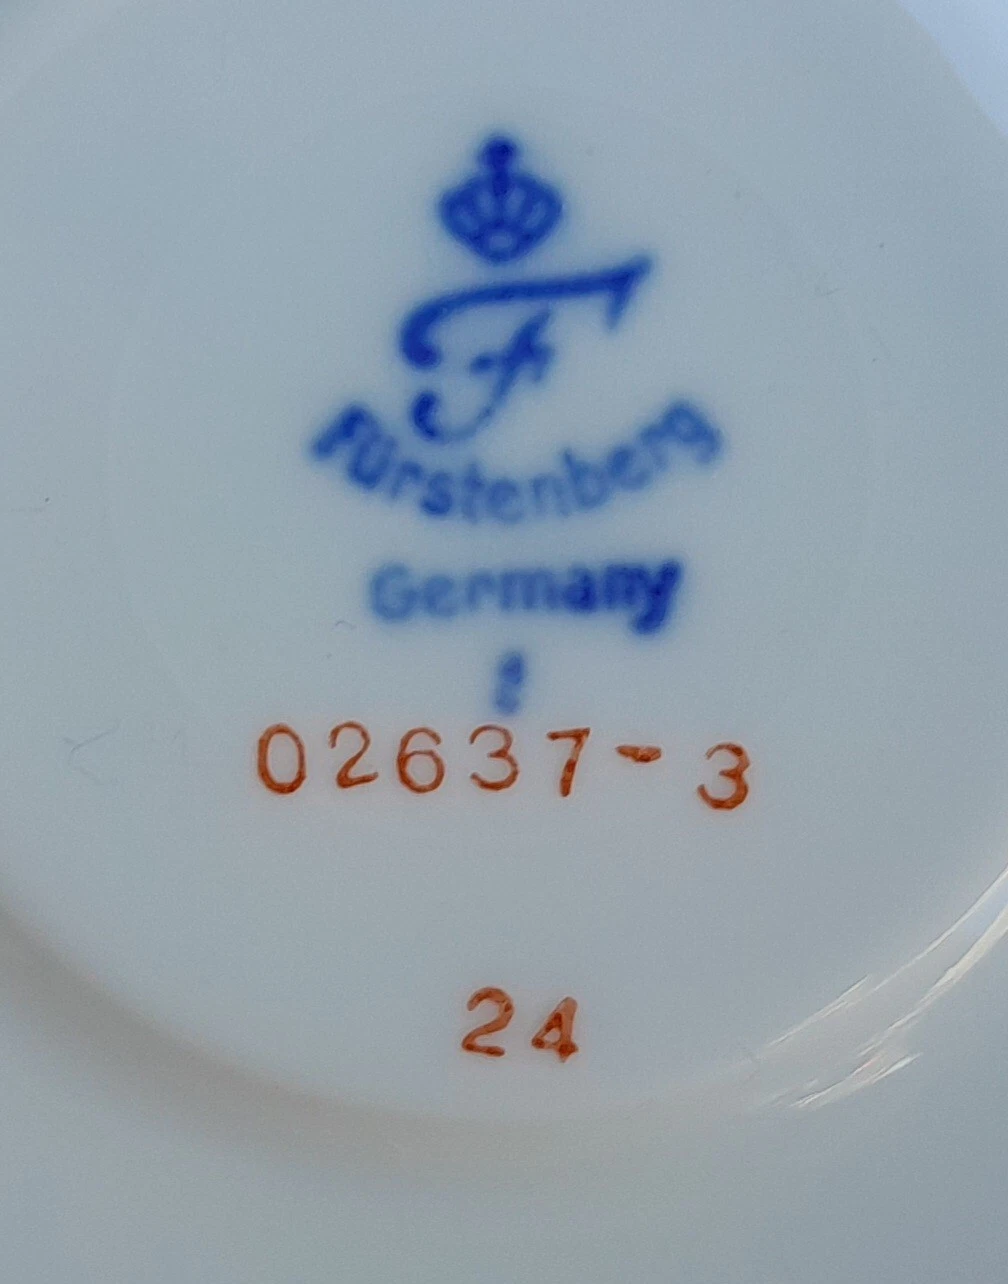 F
Fürstenberg
Germany
02637-3
24